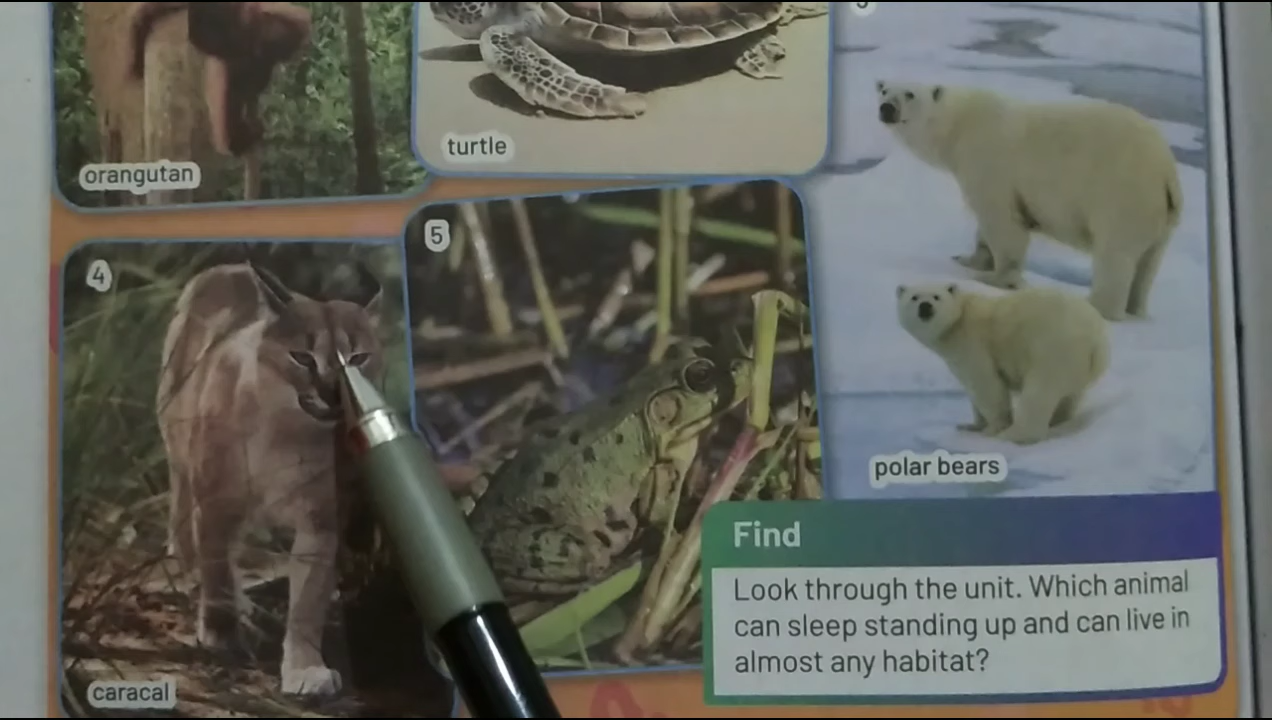 turtle
orangutan
4
5
polar bears
caracal
Find
Look through the unit. Which animal
can sleep standing up and can live in
almost any habitat?